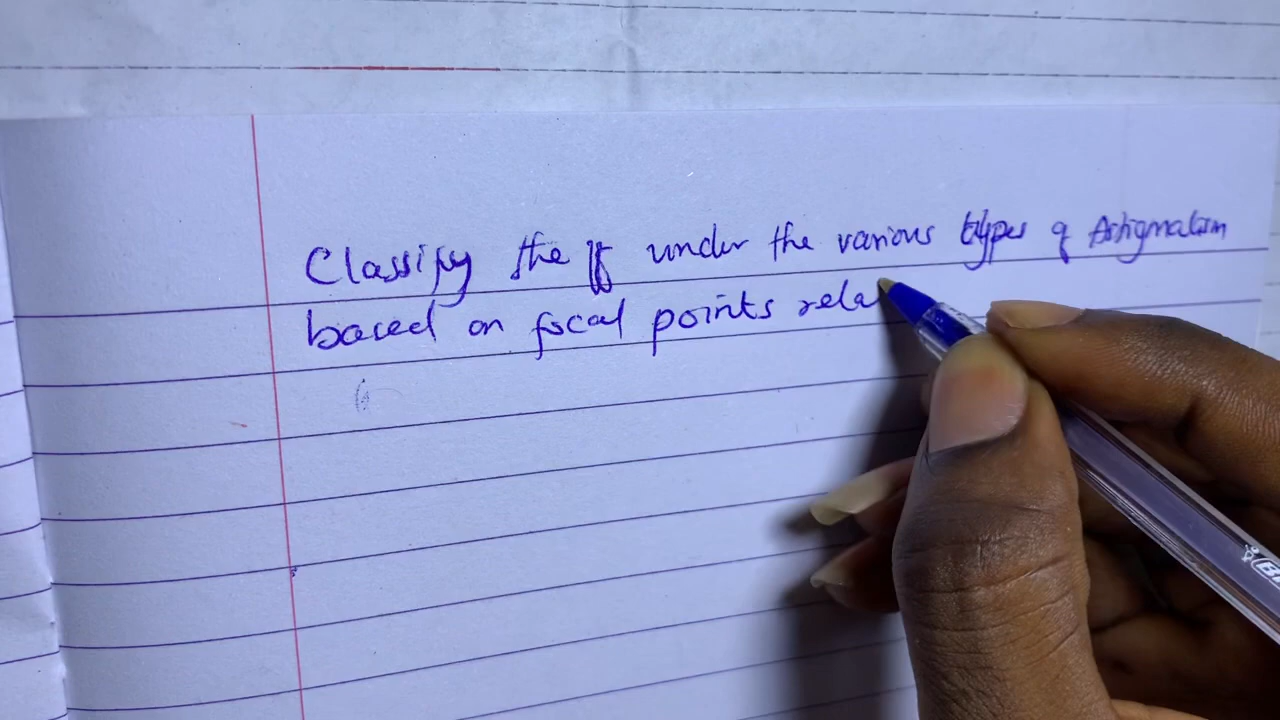 Classify the ff under the various types of Astigmatism
based on focal points rela